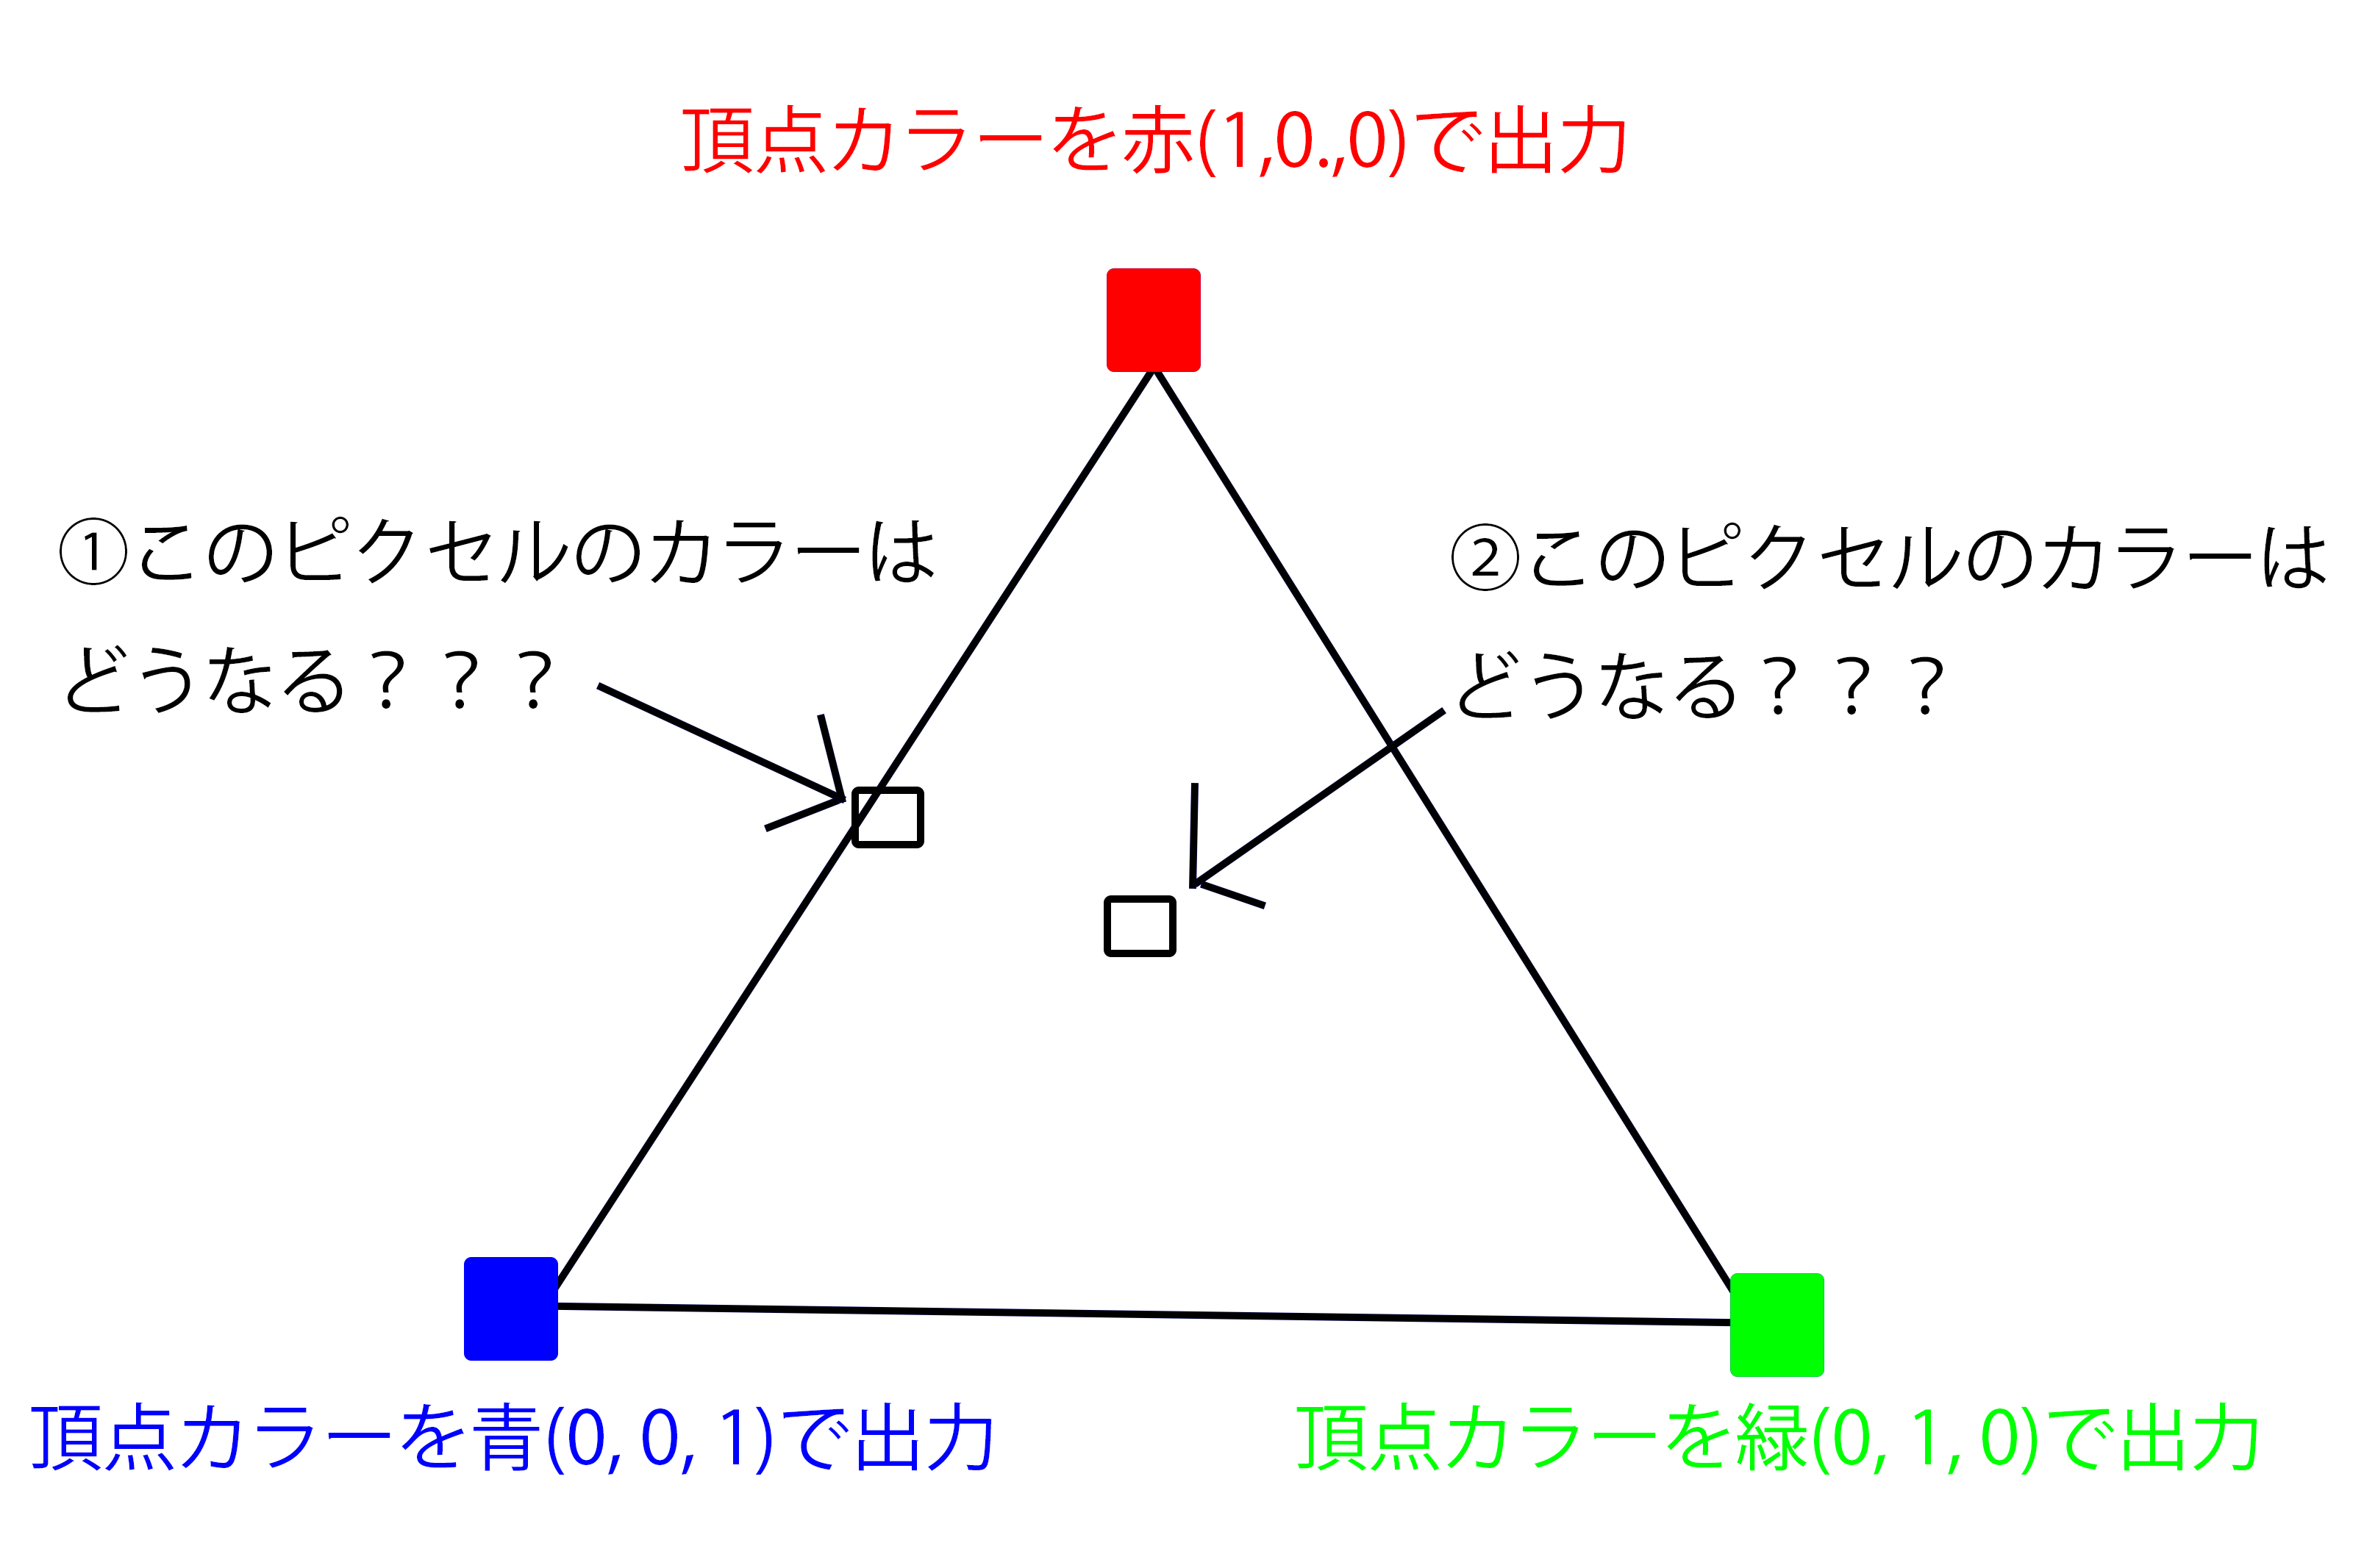 頂点カラーを赤(1,0.,0)で出力
①このピクセルのカラーは
どうなる？？？
②このピクセルのカラーは
どうなる？？？
頂点カラーを青(0, 0, 1)で出力
頂点カラーを緑(0, 1, 0)で出力